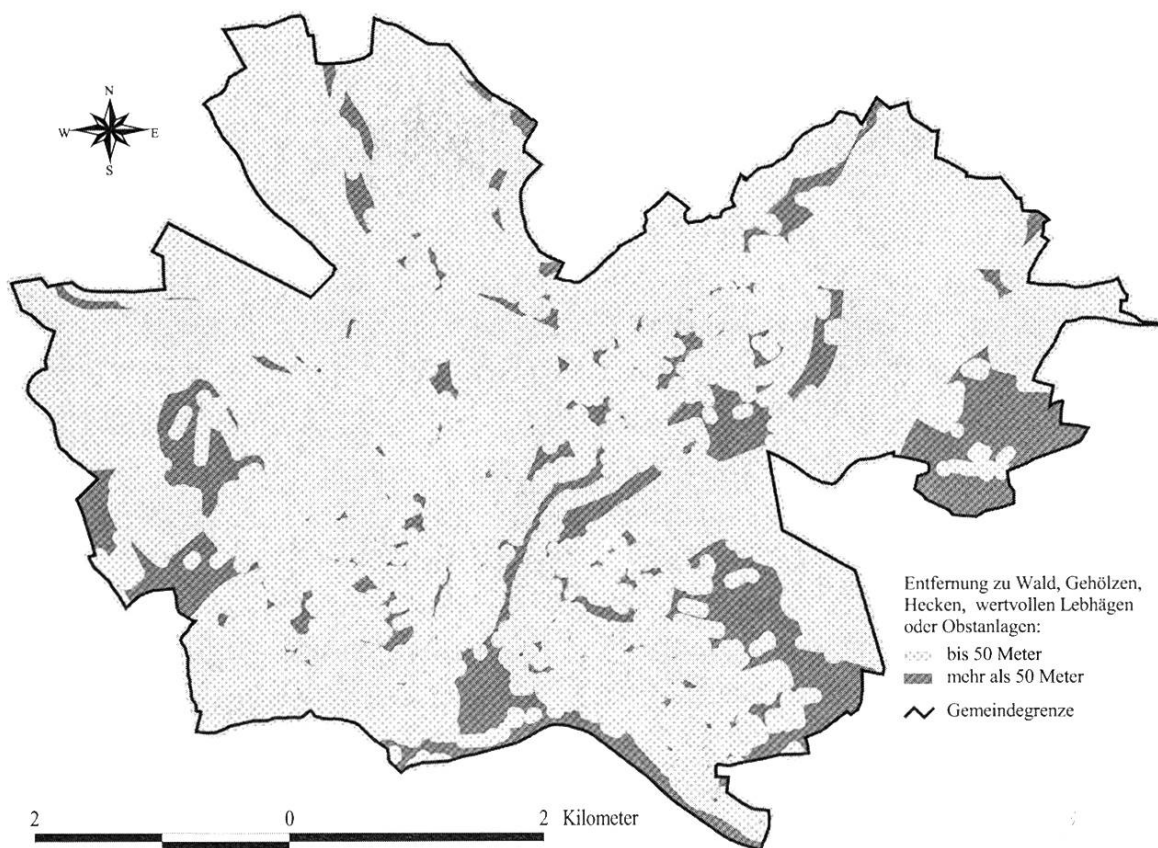 N
W E
S
Entfernung zu Wald, Gehölzen,
Hecken, wertvollen Lebhägen
oder Obstanlagen:
bis 50 Meter
mehr als 50 Meter
Gemeindegrenze
2 0 2 Kilometer